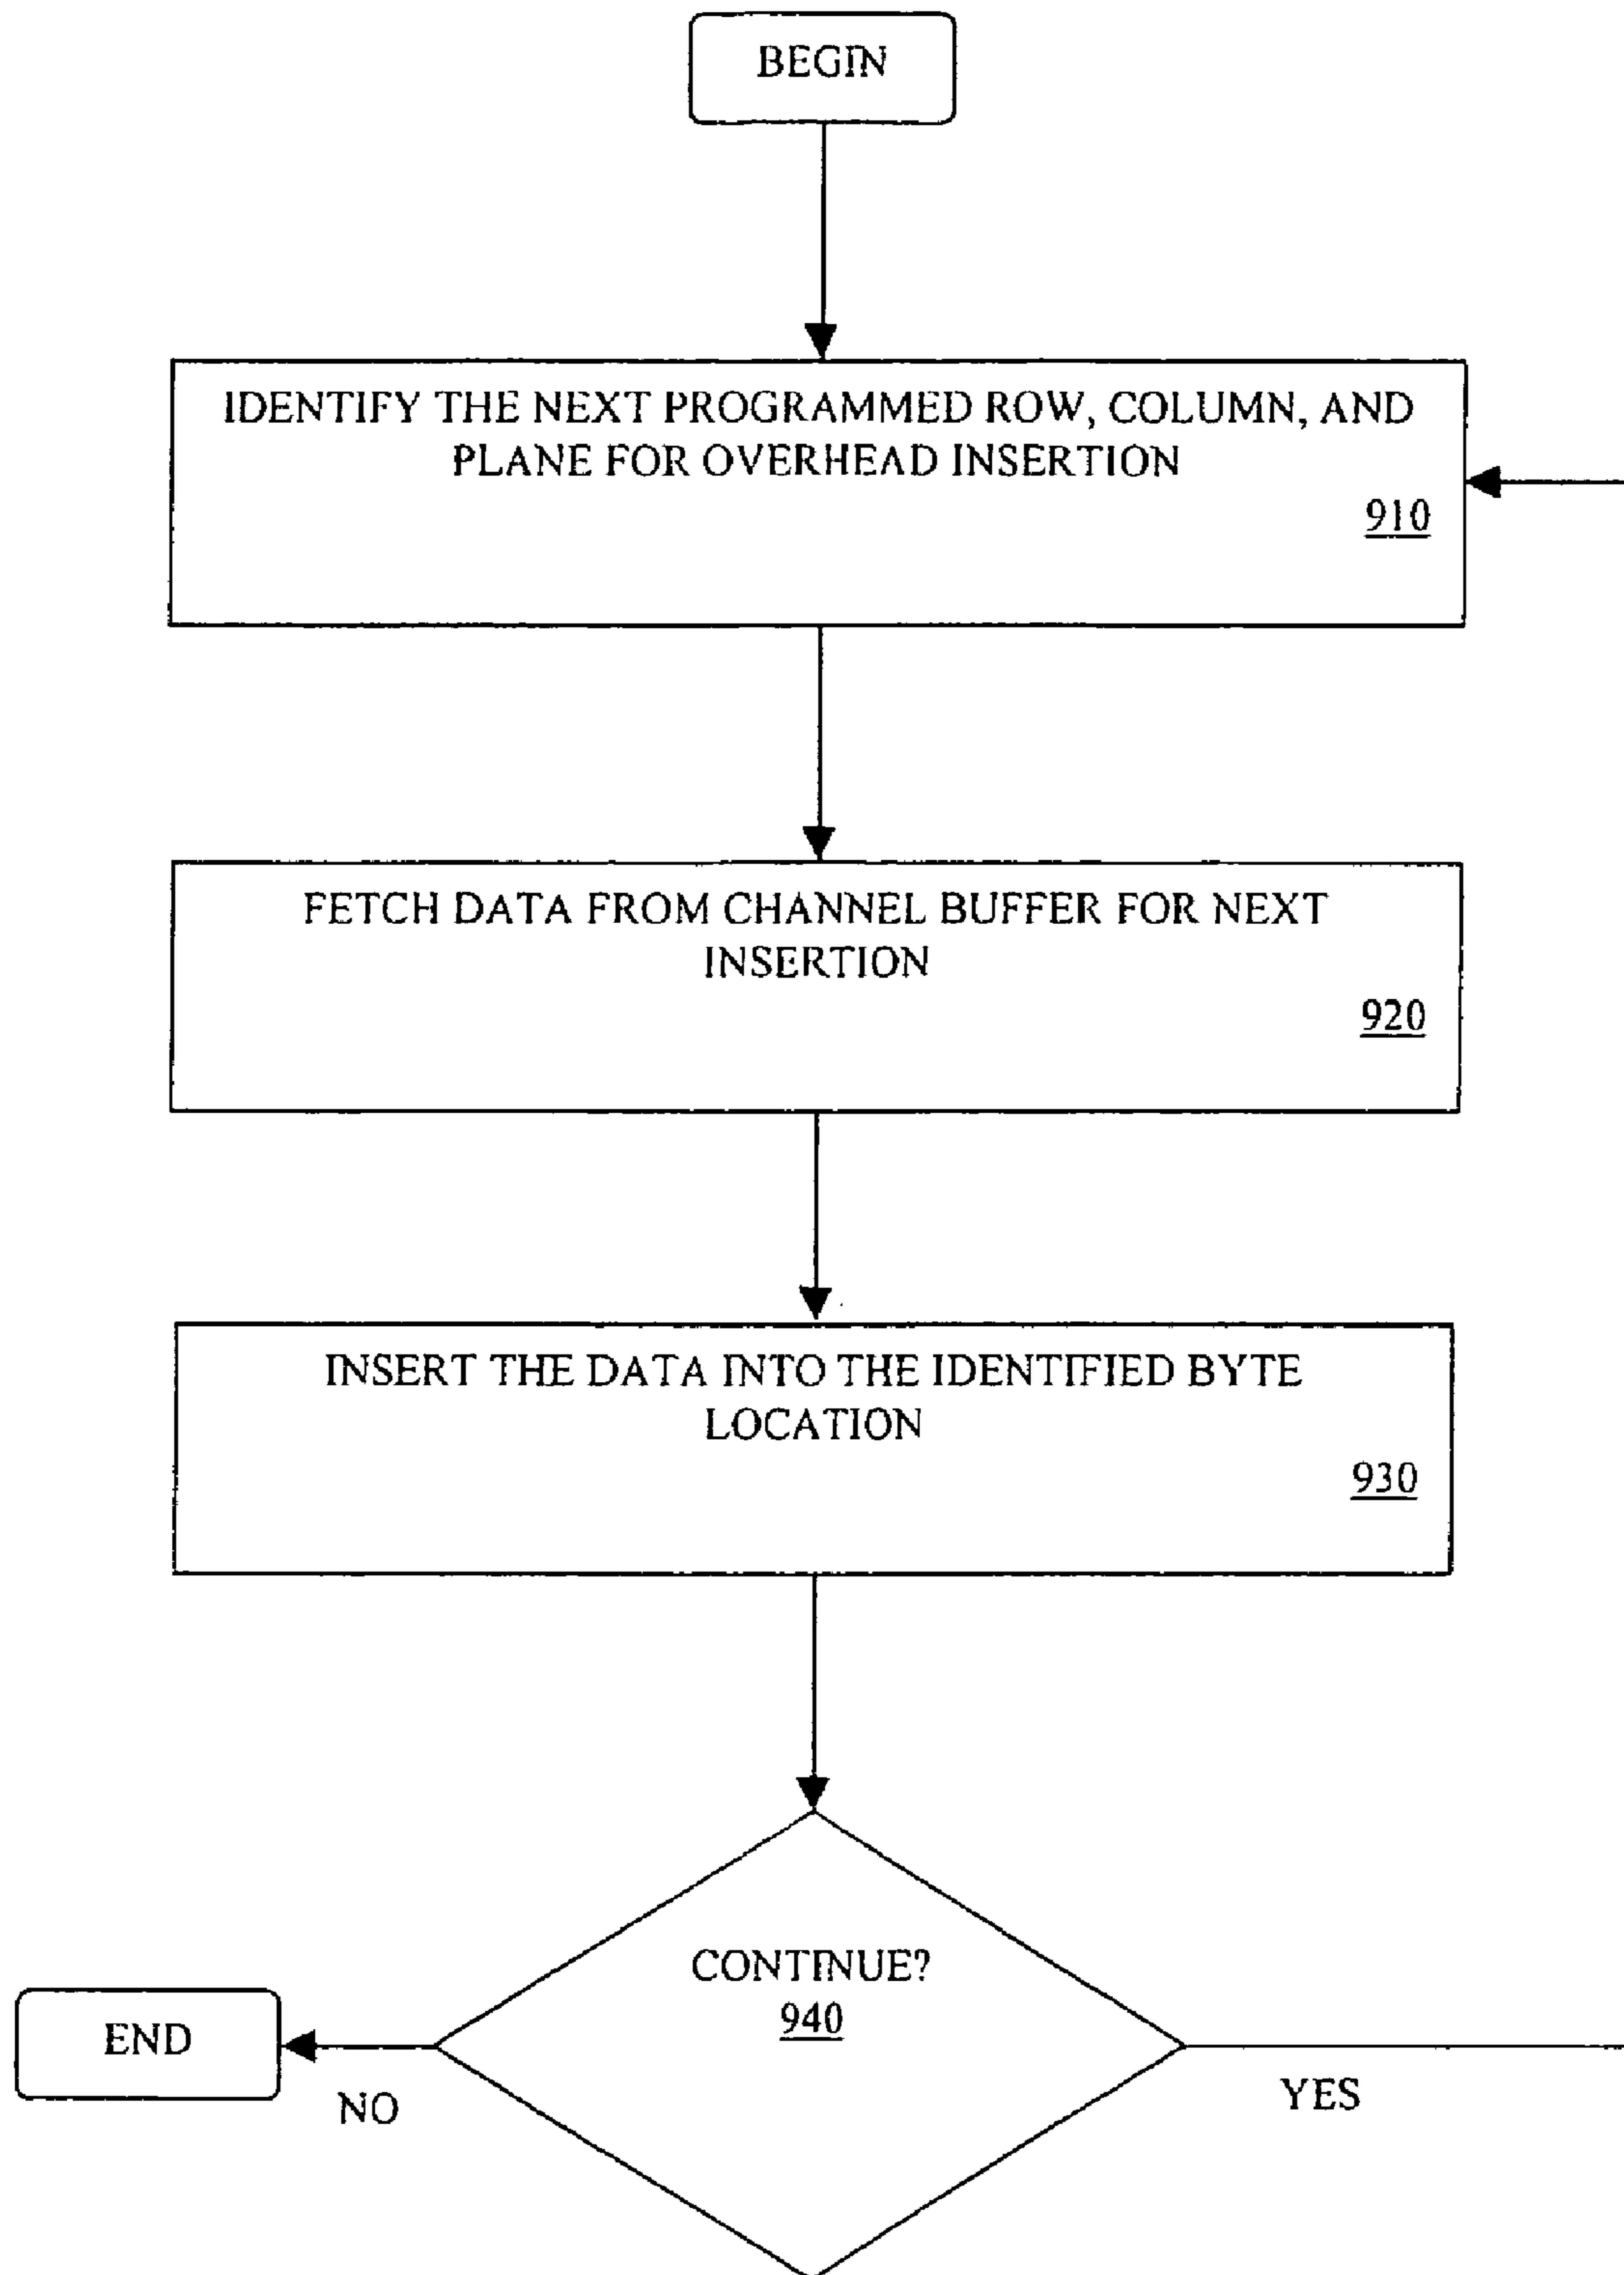 BEGIN
IDENTIFY THE NEXT PROGRAMMED ROW, COLUMN, AND
PLANE FOR OVERHEAD INSERTION
910
FETCH DATA FROM CHANNEL BUFFER FOR NEXT
INSERTION
920
INSERT THE DATA INTO THE IDENTIFIED BYTE
LOCATION
930
CONTINUE?
940
END
NO
YES